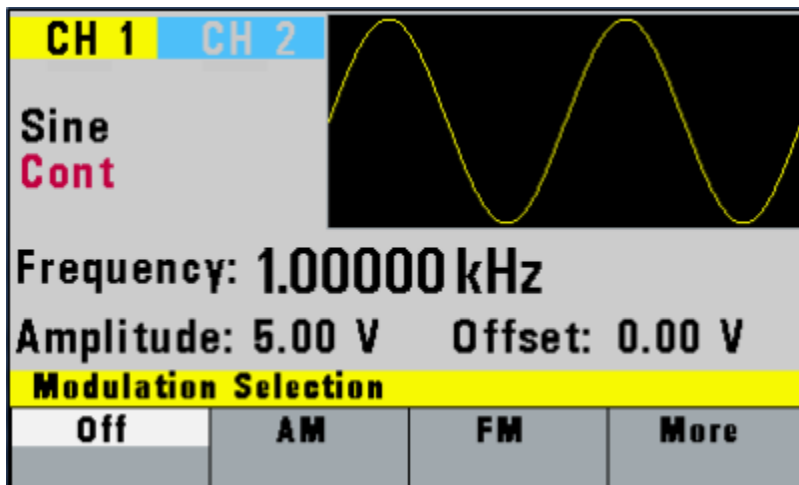 CH 1 CH 2
Sine
Cont
Frequency: 1.00000 kHz
Amplitude: 5.00 V Offset: 0.00 V
Modulation Selection
Off AM FM More